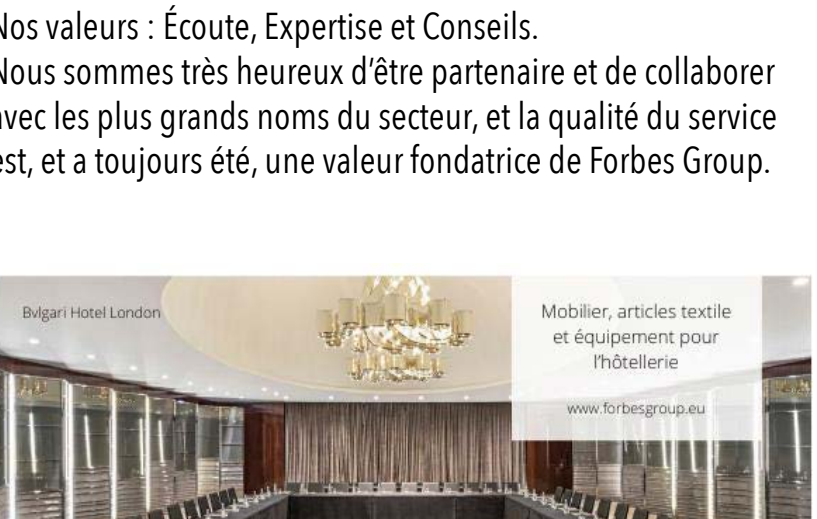 Nos valeurs : Écoute, Expertise et Conseils.
Nous sommes très heureux d’être partenaire et de collaborer
avec les plus grands noms du secteur, et la qualité du service
est, et a toujours été, une valeur fondatrice de Forbes Group.
Bvlgari Hotel London
Mobilier, articles textile
et équipement pour
l'hôtellerie
www.forbesgroup.eu